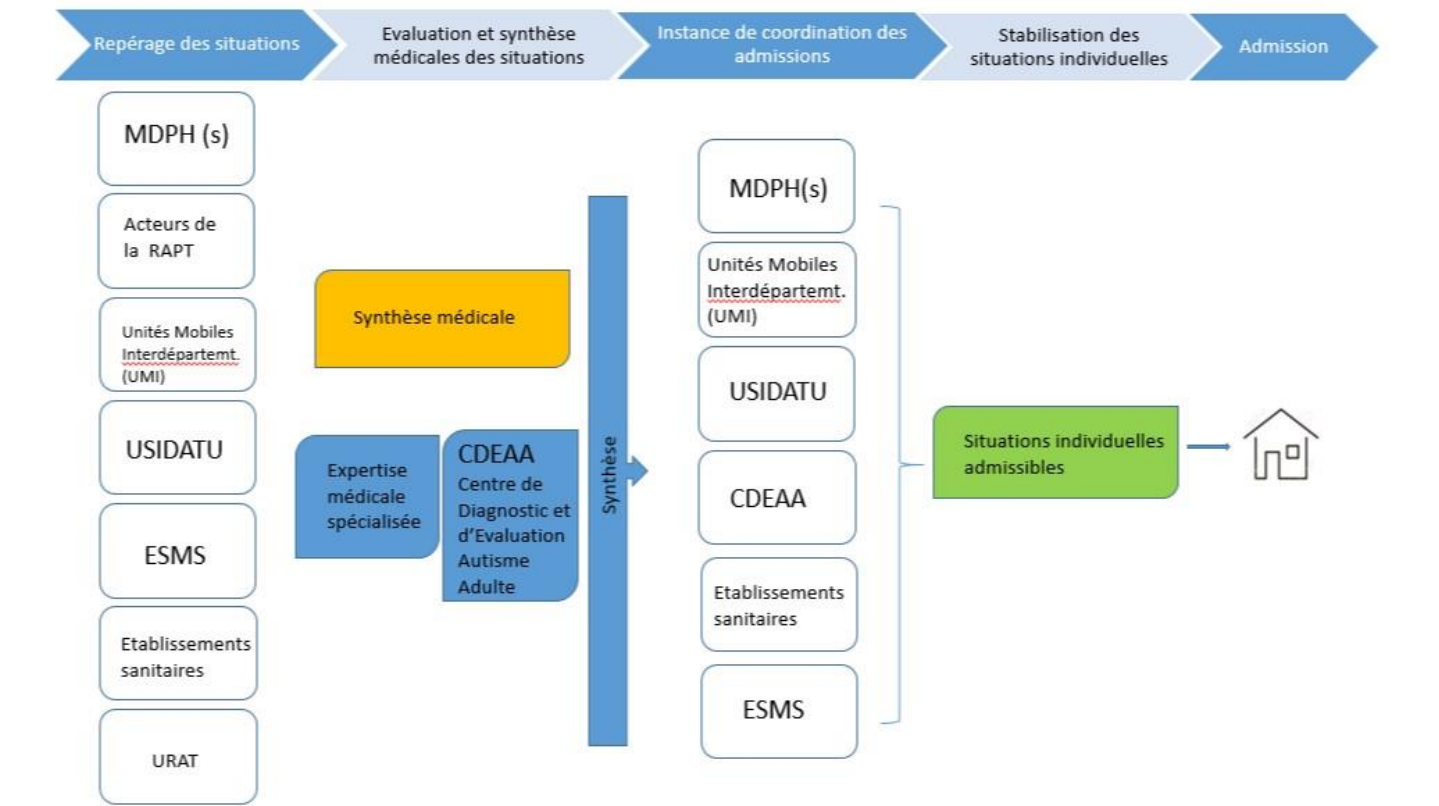 Repérage des situations
Evaluation et synthèse
médicales des situations
Instance de coordination des
admissions
Stabilisation des
situations individuelles
Admission
MDPH (s)
Acteurs de
la RAPT
Unités Mobiles
Interdépartemt.
(UMI)
USIDATU
ESMS
Etablissements
sanitaires
URAT
Synthèse médicale
Expertise
médicale
spécialisée
CDEAA
Centre de
Diagnostic et
d’Evaluation
Autisme
Adulte
Synthèse
MDPH(s)
Unités Mobiles
Interdépartemt.
(UMI)
USIDATU
CDEAA
Etablissements
sanitaires
ESMS
Situations individuelles
admissibles